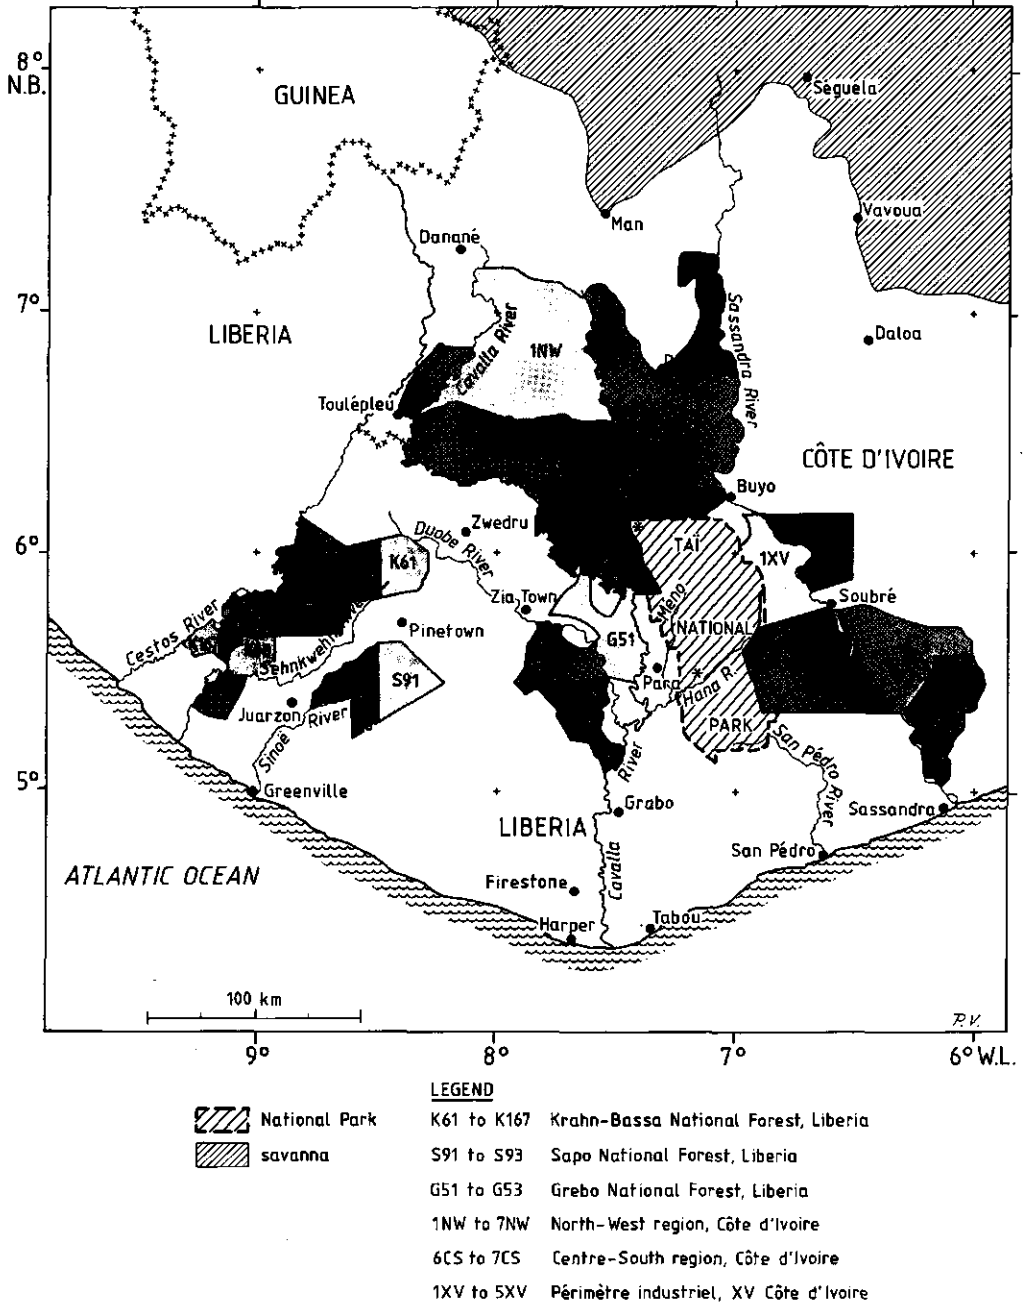 8°
N.B.
GUINEA
Séguéla
Vavoua
Man
Danané
7°
LIBERIA
Cavalla River
1NW
Sassandra River
Daloa
Toulépleu
CÔTE D'IVOIRE
Buyo
Zwedru
Duobe River
6°
K61
TAÏ
1XV
Zia Town
Meno
Soubré
Cestos River
Pinetown
G51
NATIONAL
Sehnkwehn
S91
Para
Hana R.
Juarzon
River
Sinoë
PARK
San Pédro River
5°
Greenville
River
Grabo
Sassandra
LIBERIA
San Pédro
ATLANTIC OCEAN
Firestone
Cavalla
Harper
Tabou
100 km
P.V.
9°
8°
7°
6° W.L.
LEGEND
National Park
savanna
K61 to K167 Krahn-Bassa National Forest, Liberia
S91 to S93 Sapo National Forest, Liberia
G51 to G53 Grebo National Forest, Liberia
1NW to 7NW North-West region, Côte d'Ivoire
6CS to 7CS Centre-South region, Côte d'Ivoire
1XV to 5XV Périmètre industriel, XV Côte d'Ivoire